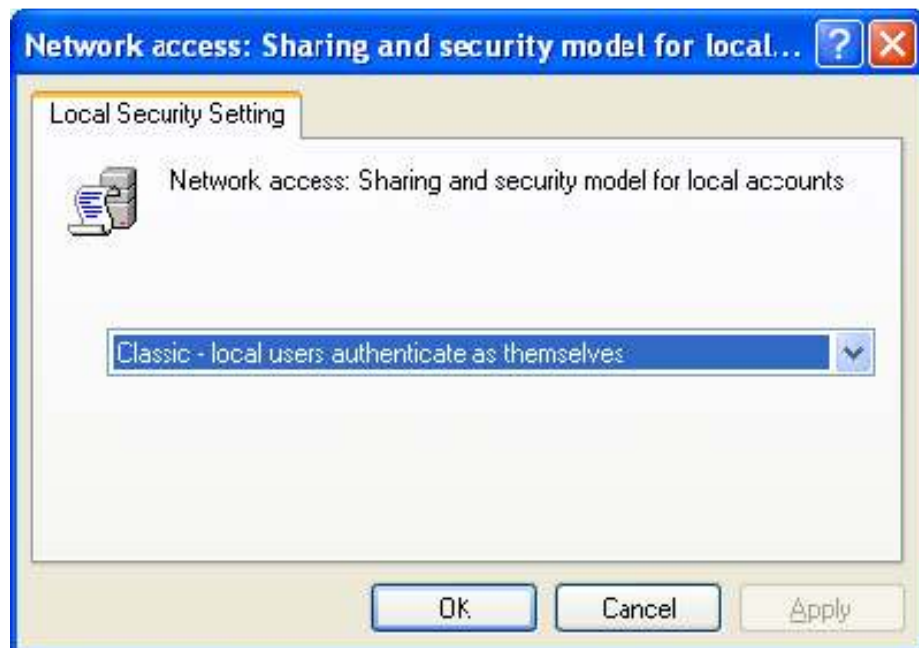 Network access: Sharing and security model for local...
Local Security Setting
Network access: Sharing and security model for local accounts
Classic - local users authenticate as themselves
OK
Cancel
Apply